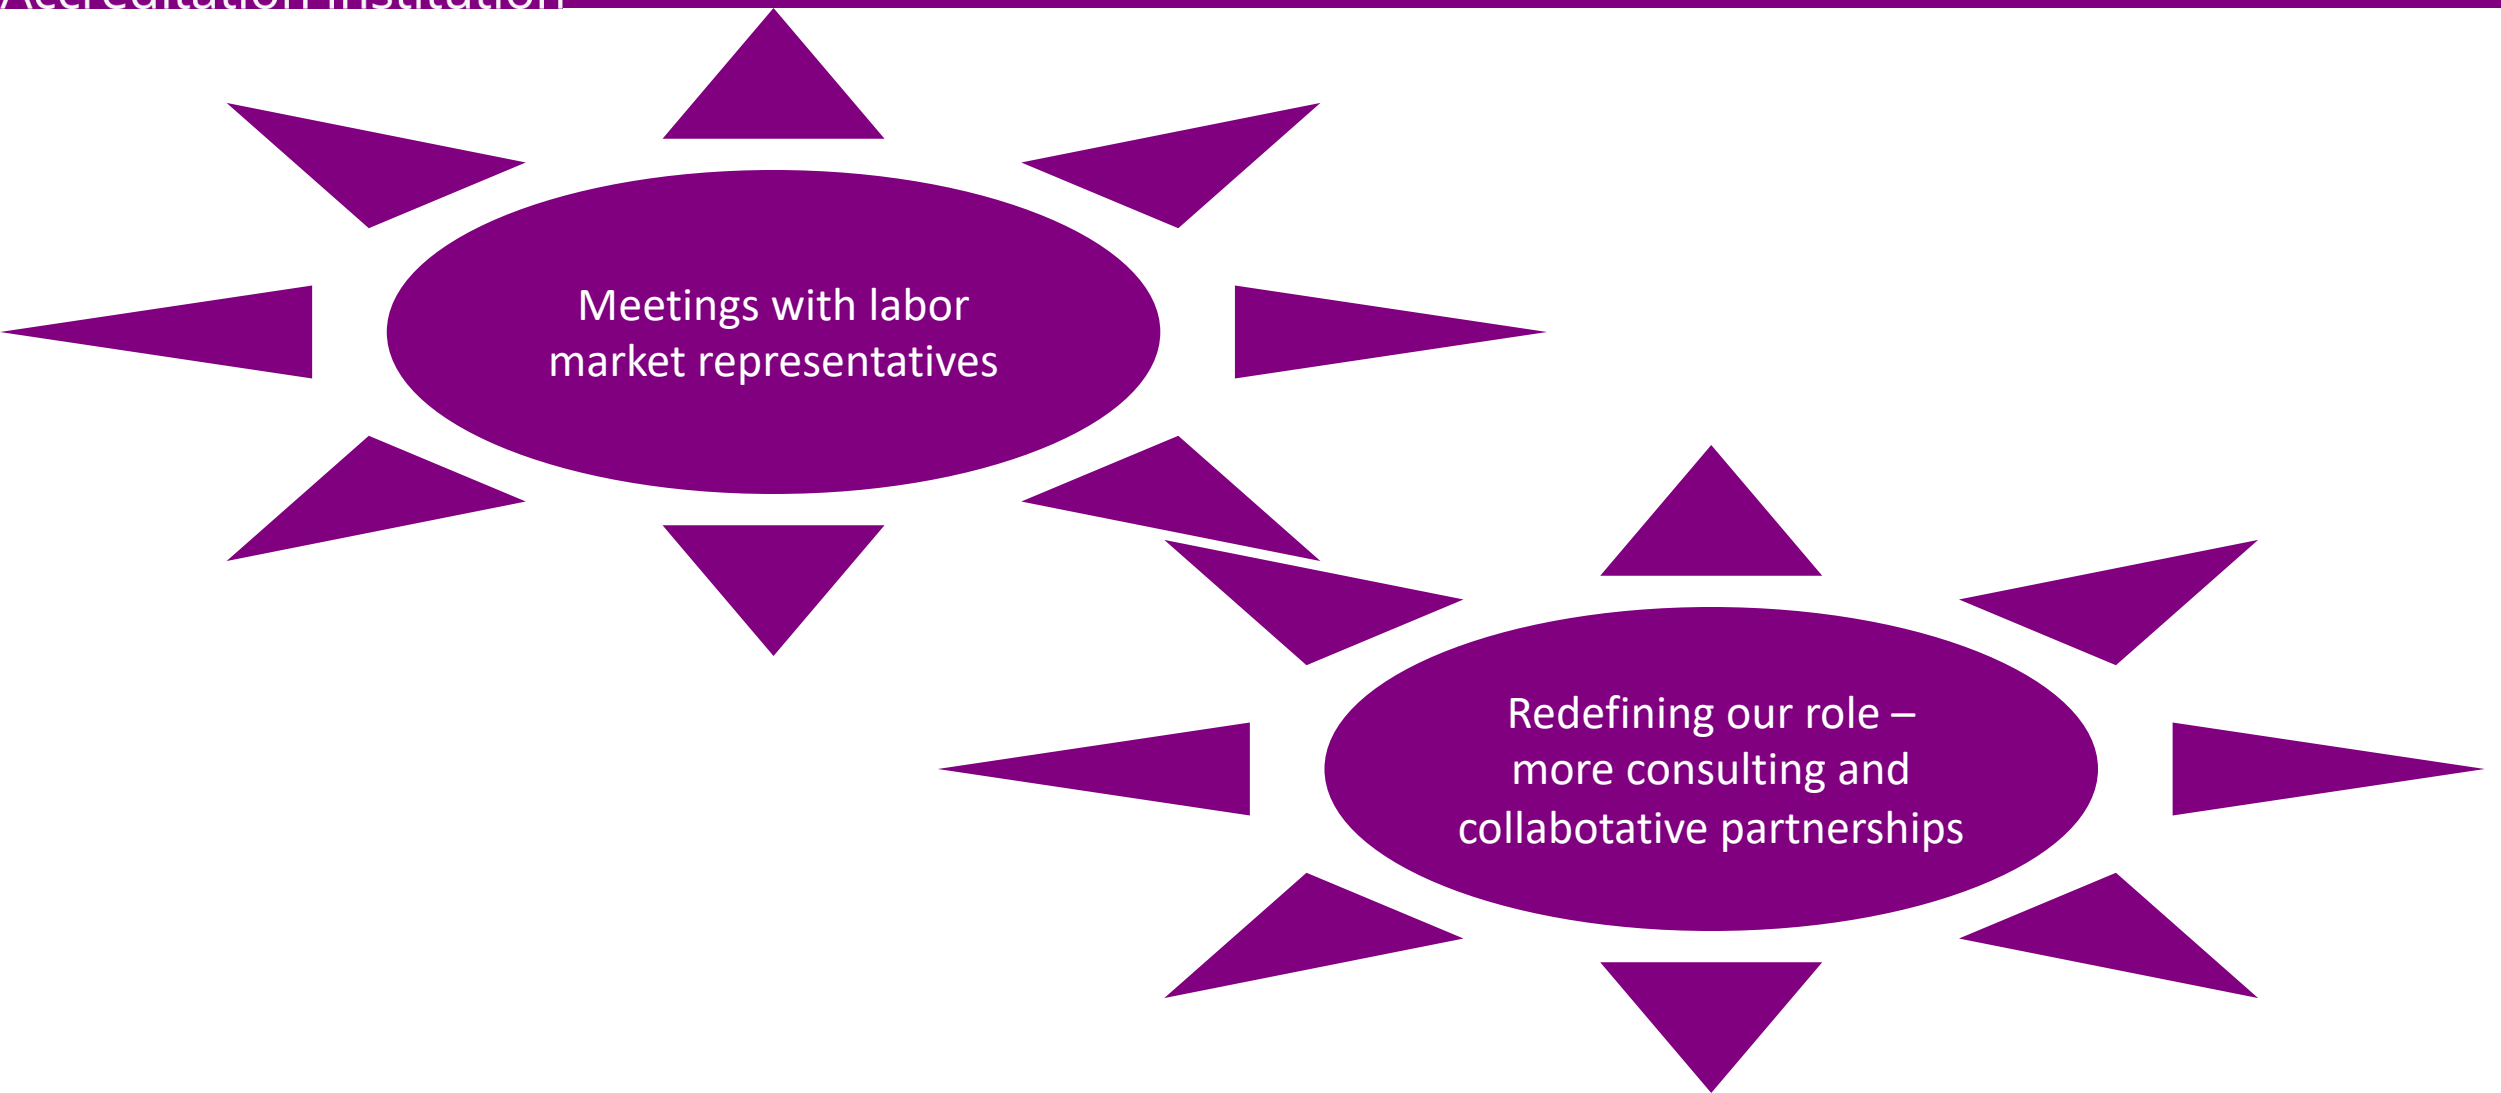 Meetings with labor
market representatives
Redefining our role –
more consulting and
collabotative partnerships